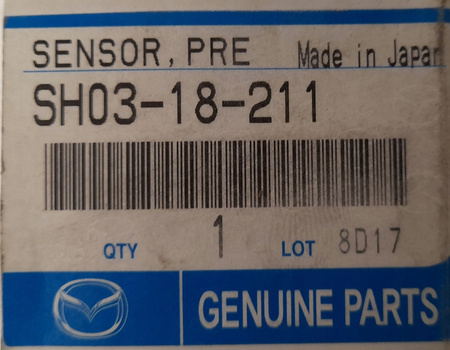 SENSOR, PRE Made in Japan
SH03-18-211
QTY 1 LOT 8D17
GENUINE PARTS